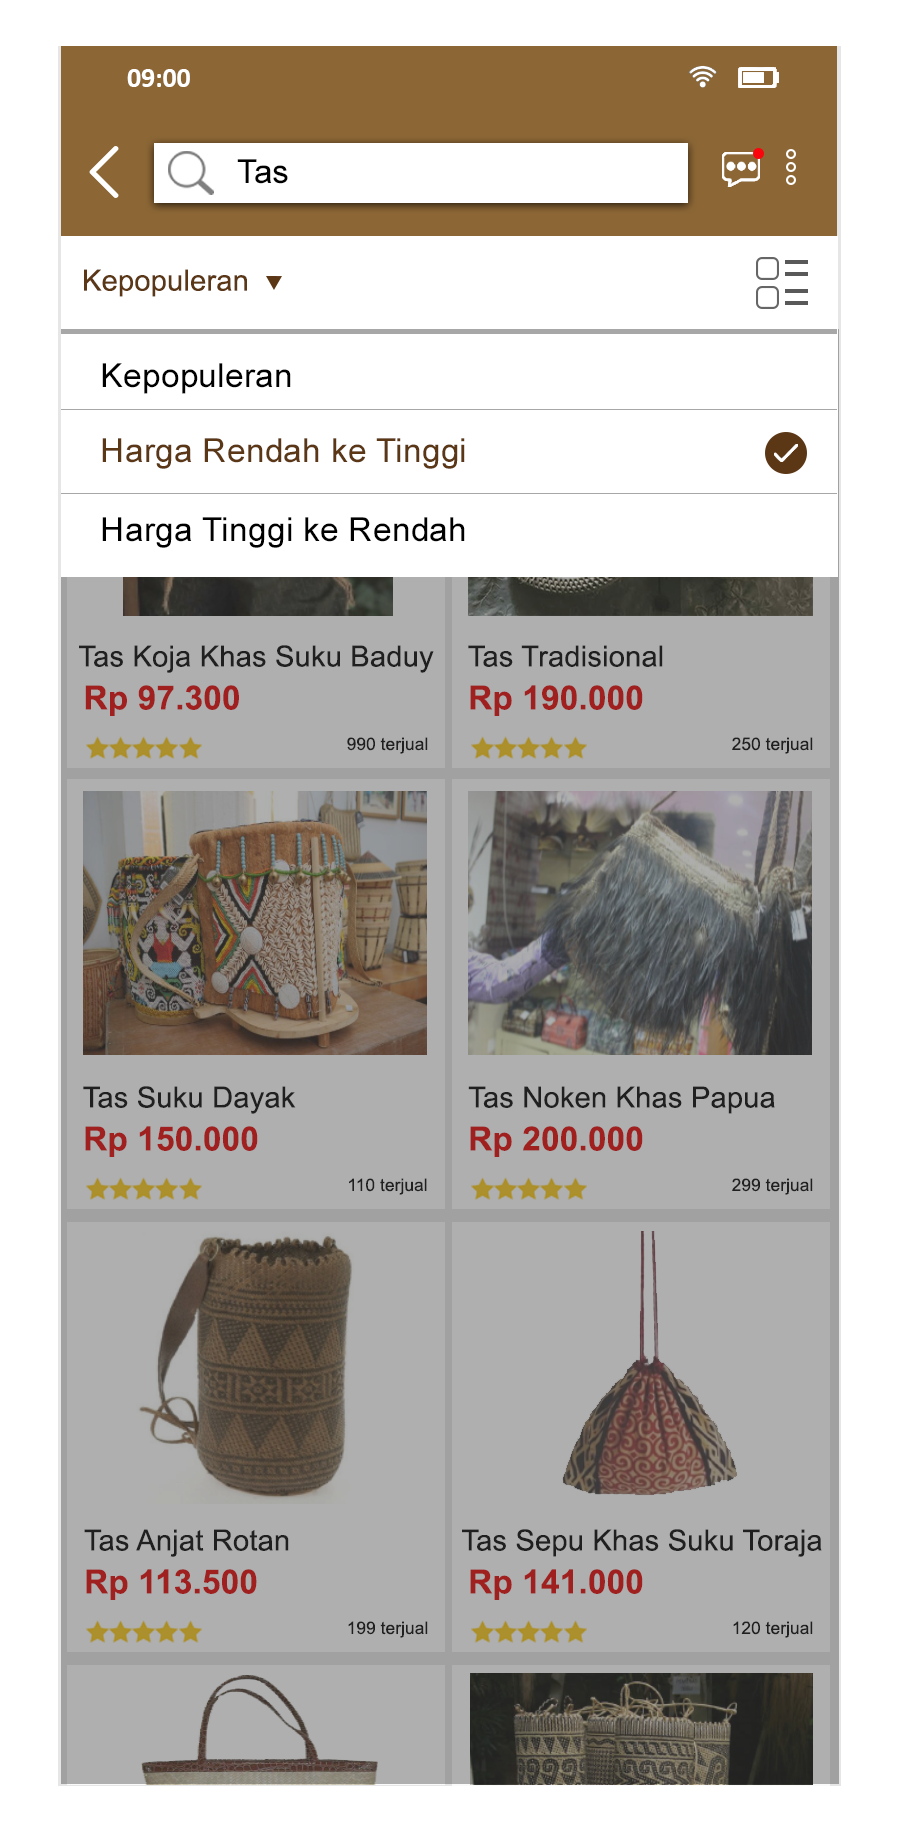 09:00
Tas
Kepopuleran
Kepopuleran
Harga Rendah ke Tinggi
Harga Tinggi ke Rendah
Tas Koja Khas Suku Baduy
Rp 97.300
990 terjual
Tas Tradisional
Rp 190.000
250 terjual
Tas Suku Dayak
Rp 150.000
110 terjual
Tas Noken Khas Papua
Rp 200.000
299 terjual
Tas Anjat Rotan
Rp 113.500
199 terjual
Tas Sepu Khas Suku Toraja
Rp 141.000
120 terjual